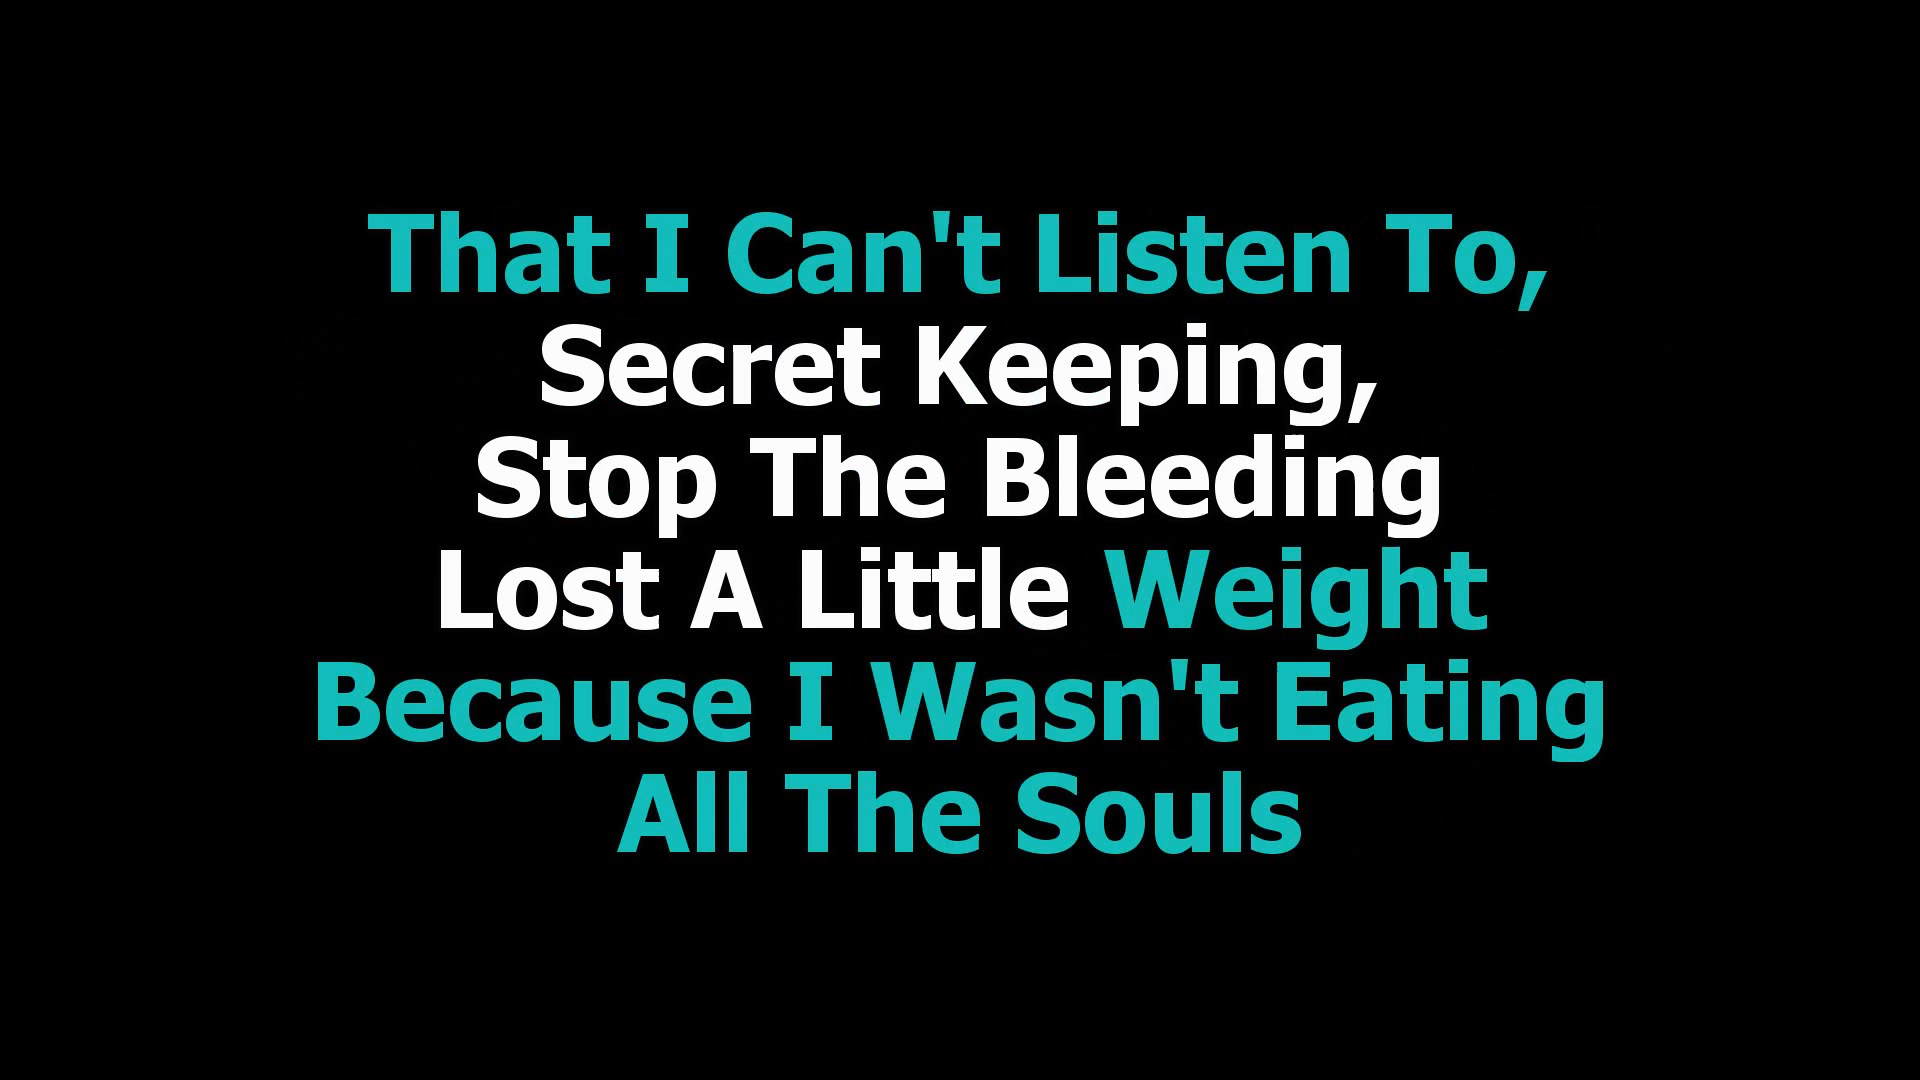 That I Can't Listen To,
Secret Keeping,
Stop The Bleeding
Lost A Little Weight
Because I Wasn't Eating
All The Souls